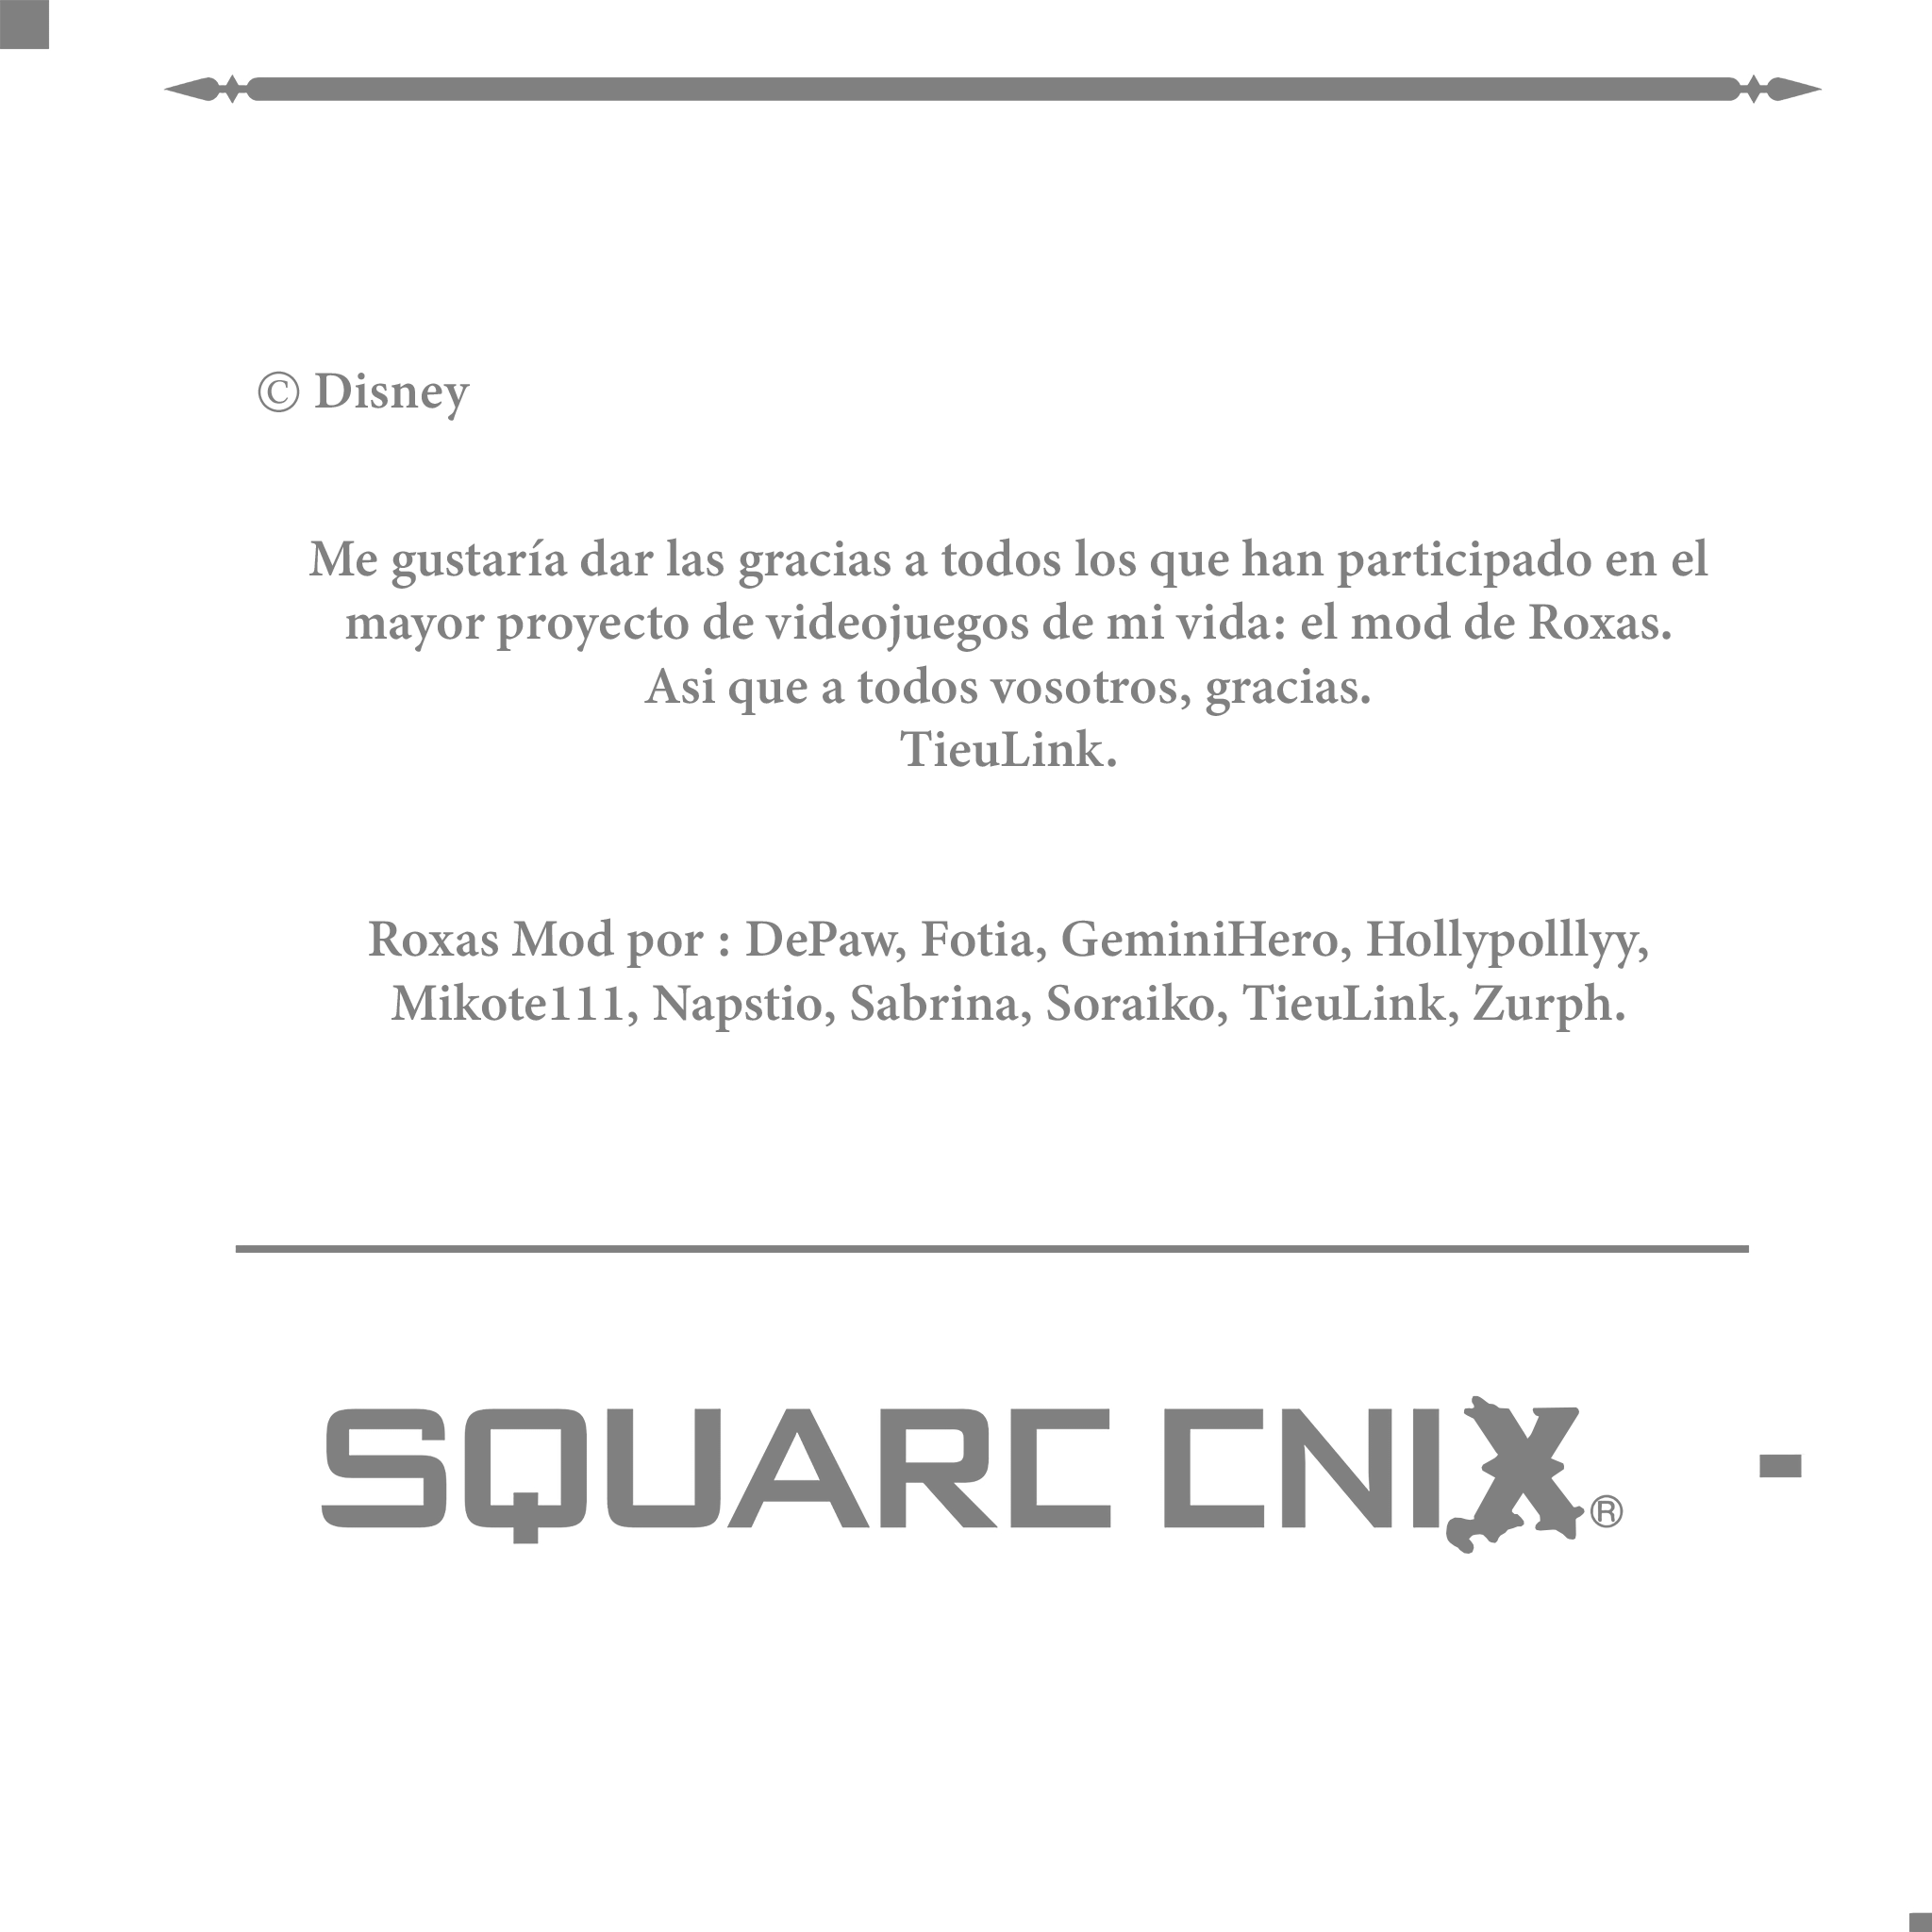 © Disney
Me gustaría dar las gracias a todos los que han participado en el
mayor proyecto de videojuegos de mi vida: el mod de Roxas.
Asi que a todos vosotros, gracias.
TieuLink.
Roxas Mod por : DePaw, Fotia, GeminiHero, Hollypolllyy,
Mikote111, Napstio, Sabrina, Soraiko, TieuLink, Zurph.
SQUARE ENIX®